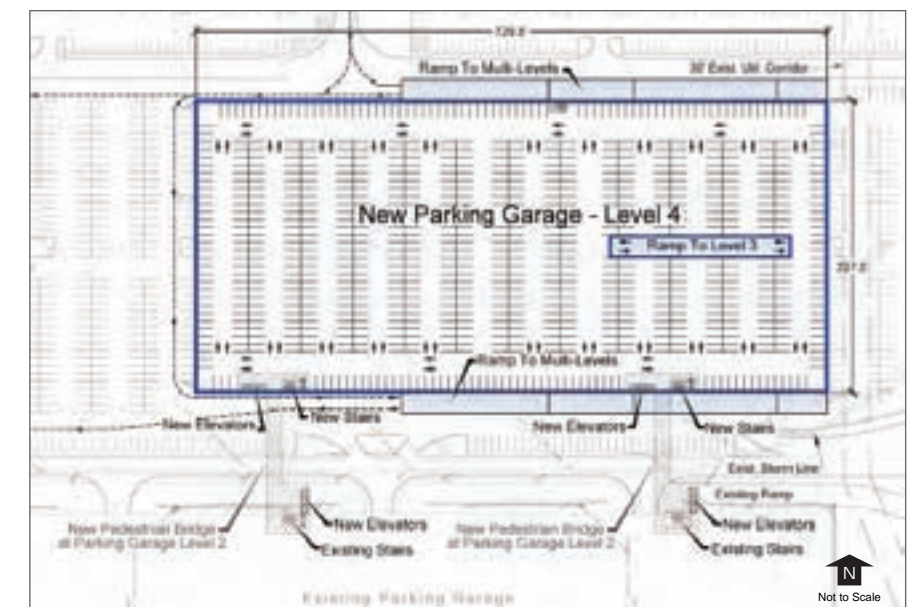 Ramp To Multi-Levels
30' Exist. Util. Corridor
New Parking Garage - Level 4
Ramp To Level 3
Ramp To Multi-Levels
New Elevators
New Stairs
New Elevators
New Stairs
Exist. Storm Line
Existing Ramp
New Pedestrian Bridge
at Parking Garage Level 2
New Elevators
Existing Stairs
New Pedestrian Bridge
at Parking Garage Level 2
New Elevators
Existing Stairs
Existing Parking Garage
N
Not to Scale